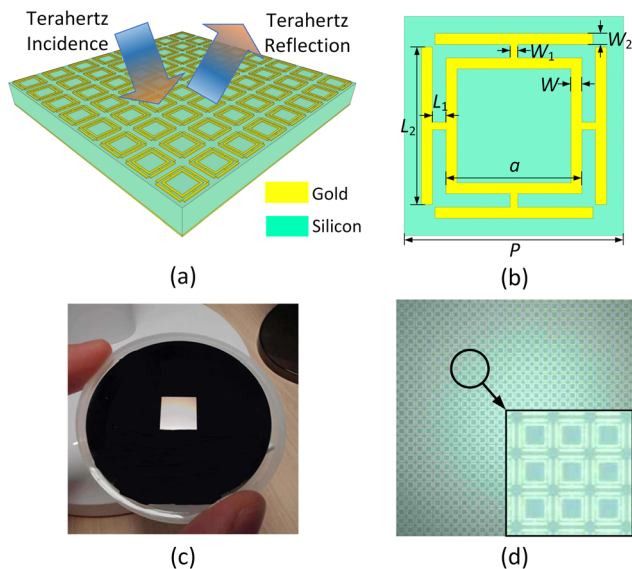 Terahertz
Incidence
Terahertz
Reflection
Gold
Silicon
(a)
W₂
W₁
W
L₁
L₂
a
P
(b)
(c)
(d)